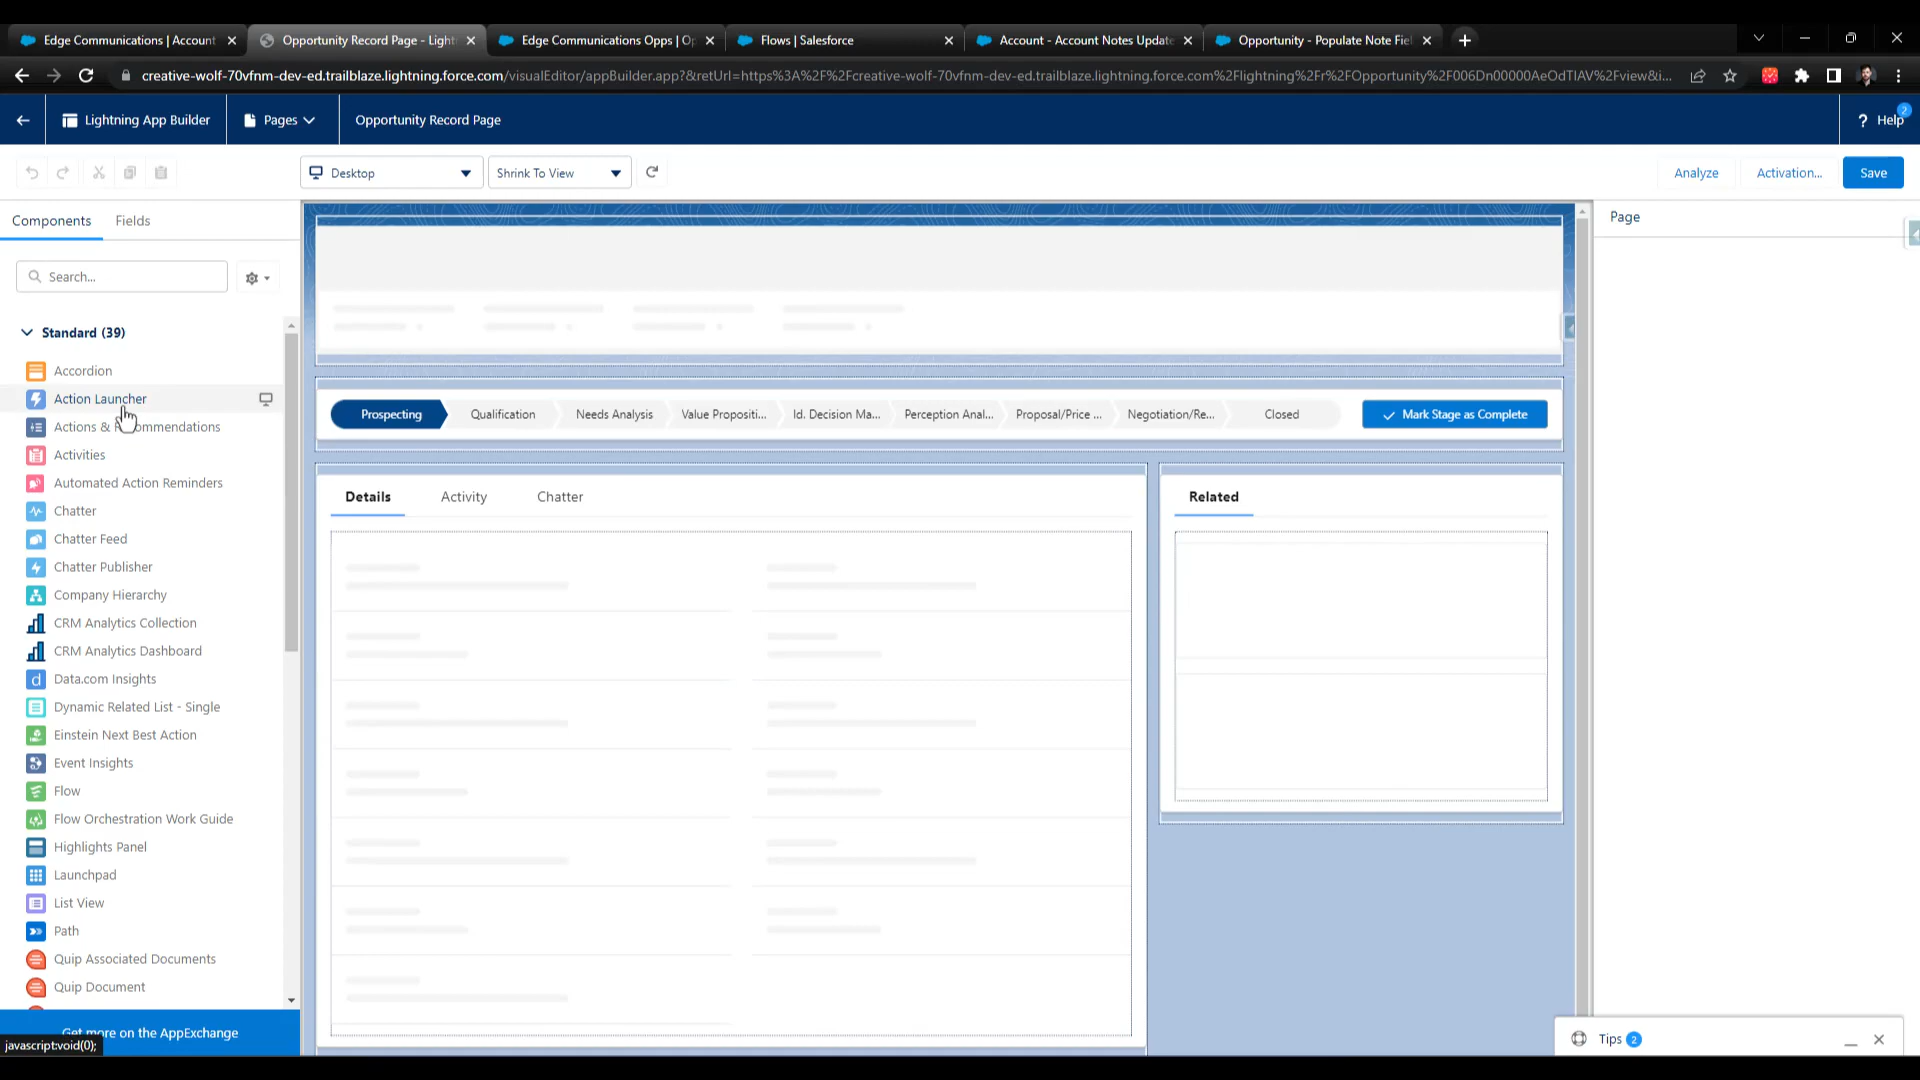 Edge Communications | Account
Opportunity Record Page - Light
Edge Communications Opps | Op
Flows | Salesforce
Account - Account Notes Update
Opportunity - Populate Note Fiel
creative-wolf-70vfnm-dev-ed.trailblaze.lightning.force.com/visualEditor/appBuilder.app?&retUrl=https%3A%2F%2Fcreative-wolf-70vfnm-dev-ed.trailblaze.lightning.force.com%2Flightning%2Fr%2FOpportunity%2F006Dn00000AeOdTIAV%2Fview&i...
Lightning App Builder
Pages
Opportunity Record Page
? Help
2
Desktop
Shrink To View
Analyze
Activation...
Save
Components
Fields
Page
Search...
Standard (39)
Accordion
Action Launcher
Actions & Recommendations
Activities
Automated Action Reminders
Chatter
Chatter Feed
Chatter Publisher
Company Hierarchy
CRM Analytics Collection
CRM Analytics Dashboard
Data.com Insights
Dynamic Related List - Single
Einstein Next Best Action
Event Insights
Flow
Flow Orchestration Work Guide
Highlights Panel
Launchpad
List View
Path
Quip Associated Documents
Quip Document
Get more on the AppExchange
javascript:void(0);
Prospecting
Qualification
Needs Analysis
Value Propositi...
Id. Decision Ma...
Perception Anal...
Proposal/Price ...
Negotiation/Re...
Closed
Mark Stage as Complete
Details
Activity
Chatter
Related
Tips 2